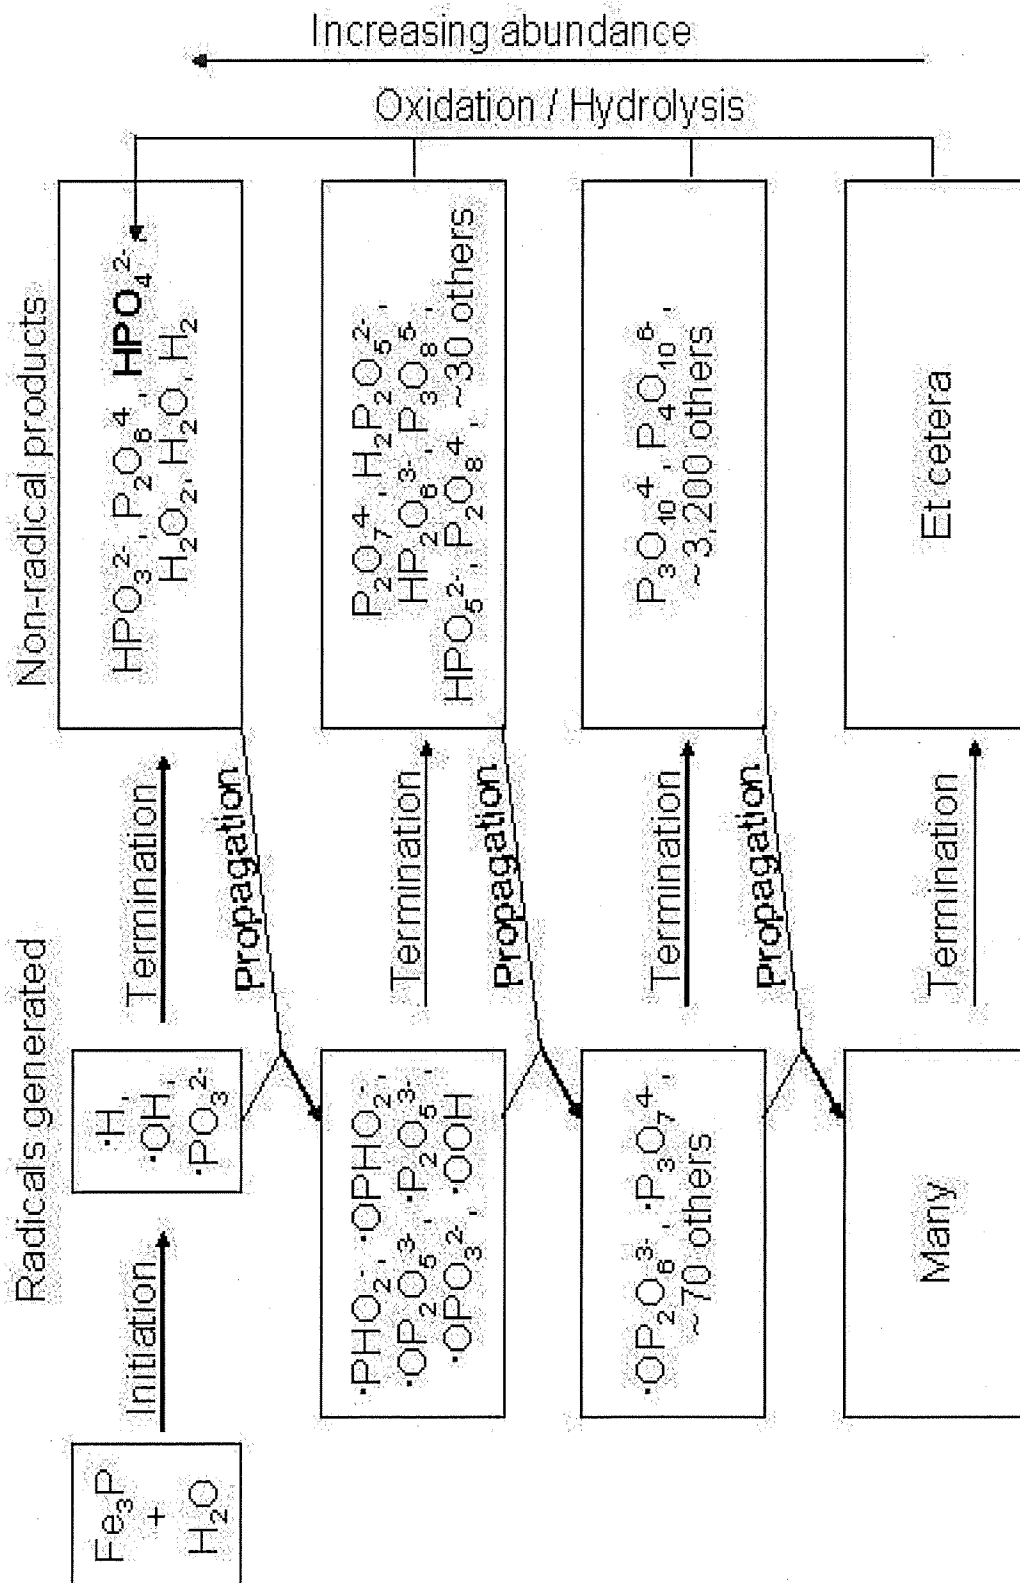 Radicals generated
Non-radical products
Fe₃P
+
H₂O
Initiation
·H,
·OH,
·PO₃²⁻
Termination
HPO₃²⁻, P₂O₆⁴, HPO₄²⁻,
H₂O₂, H₂O, H₂
Propagation
·PHO₂⁻, ·OPHO₂⁻,
·OP₂O₅³⁻, ·P₂O₅³⁻,
·OPO₃²⁻, ·OOH
Termination
P₂O₇⁴, H₂P₂O₅²⁻,
HP₂O₆³⁻, P₃O₈⁵⁻,
HPO₅²⁻, P₂O₈⁴, ~30 others
Propagation
·OP₂O₆³⁻, ·P₃O₇⁴,
~70 others
Termination
P₃O₁₀⁴, P₄O₁₀⁶⁻,
~3,200 others
Propagation
Many
Termination
Et cetera
Oxidation / Hydrolysis
Increasing abundance